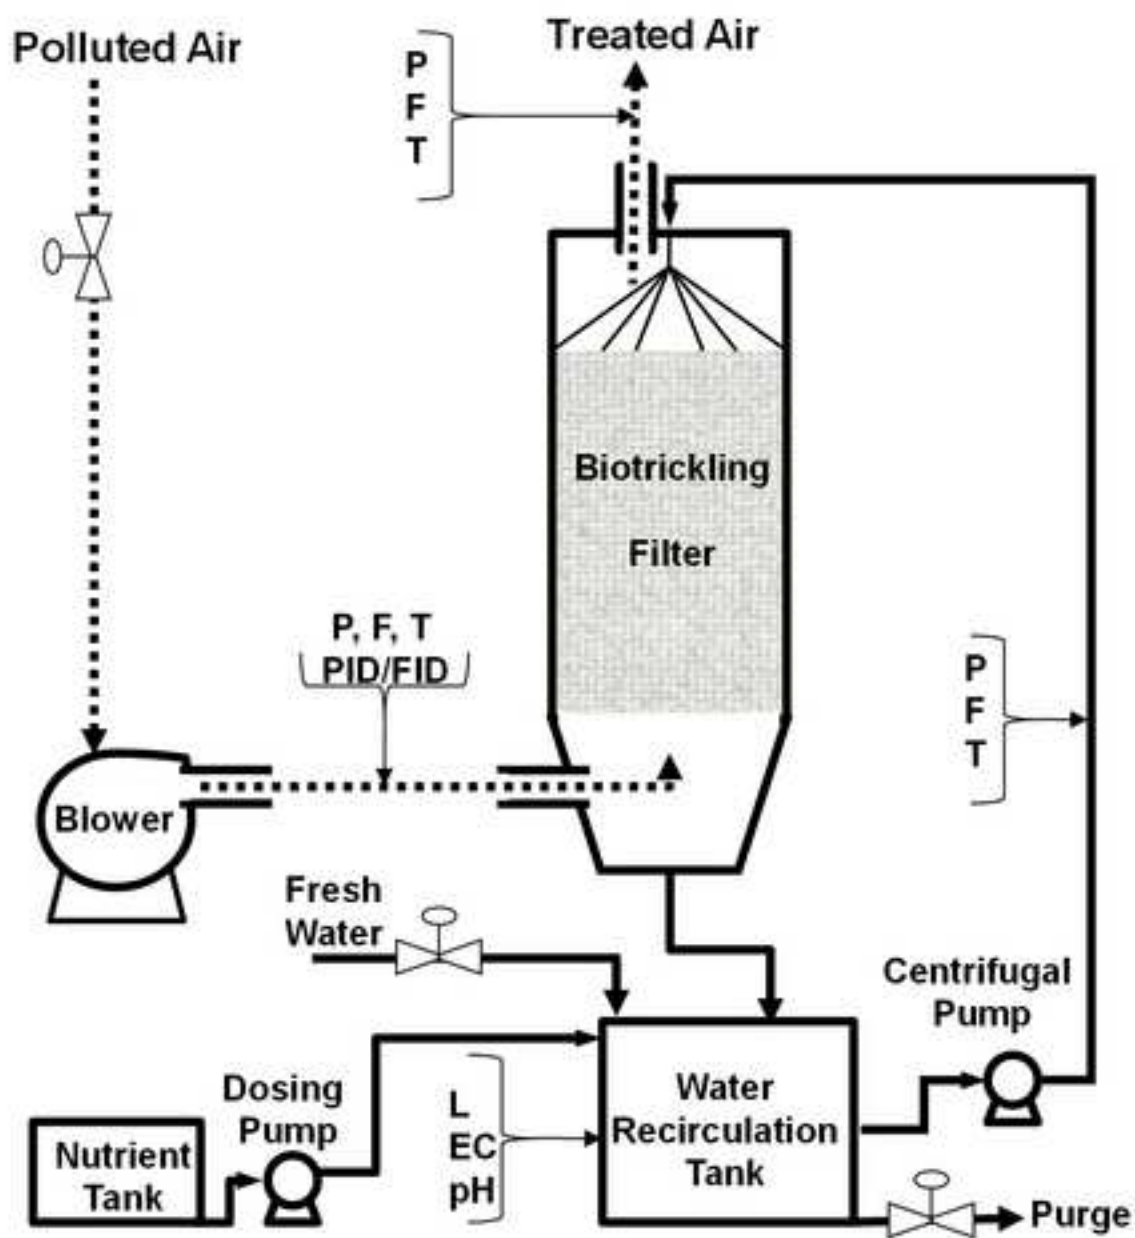 Polluted Air
Treated Air
P
F
T
Biotrickling
Filter
P, F, T
PID/FID
P
F
T
Blower
Fresh
Water
Centrifugal
Pump
Dosing
Pump
L
EC
pH
Water
Recirculation
Tank
Nutrient
Tank
Purge